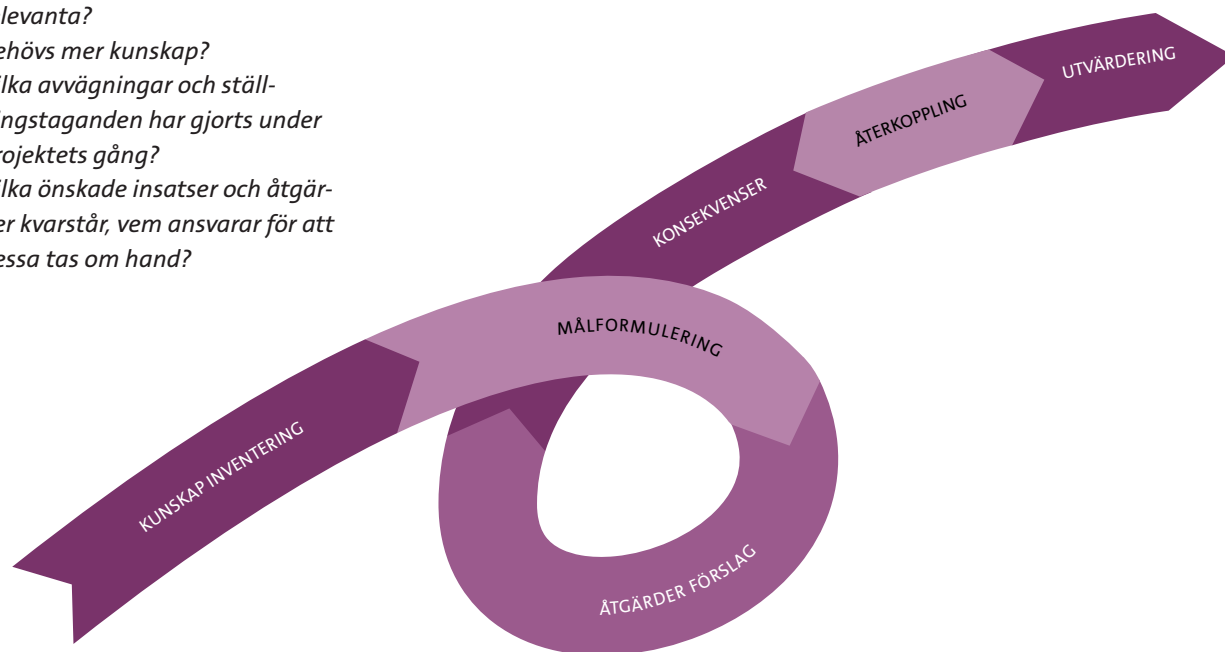 levanta?
ehövs mer kunskap?
ilka avvägningar och ställ-
ingstaganden har gjorts under
rojektets gång?
ilka önskade insatser och åtgär-
er kvarstår, vem ansvarar för att
essa tas om hand?
KUNSKAP INVENTERING
MÅLFORMULERING
ÅTGÄRDER FÖRSLAG
KONSEKVENSER
ÅTERKOPPLING
UTVÄRDERING